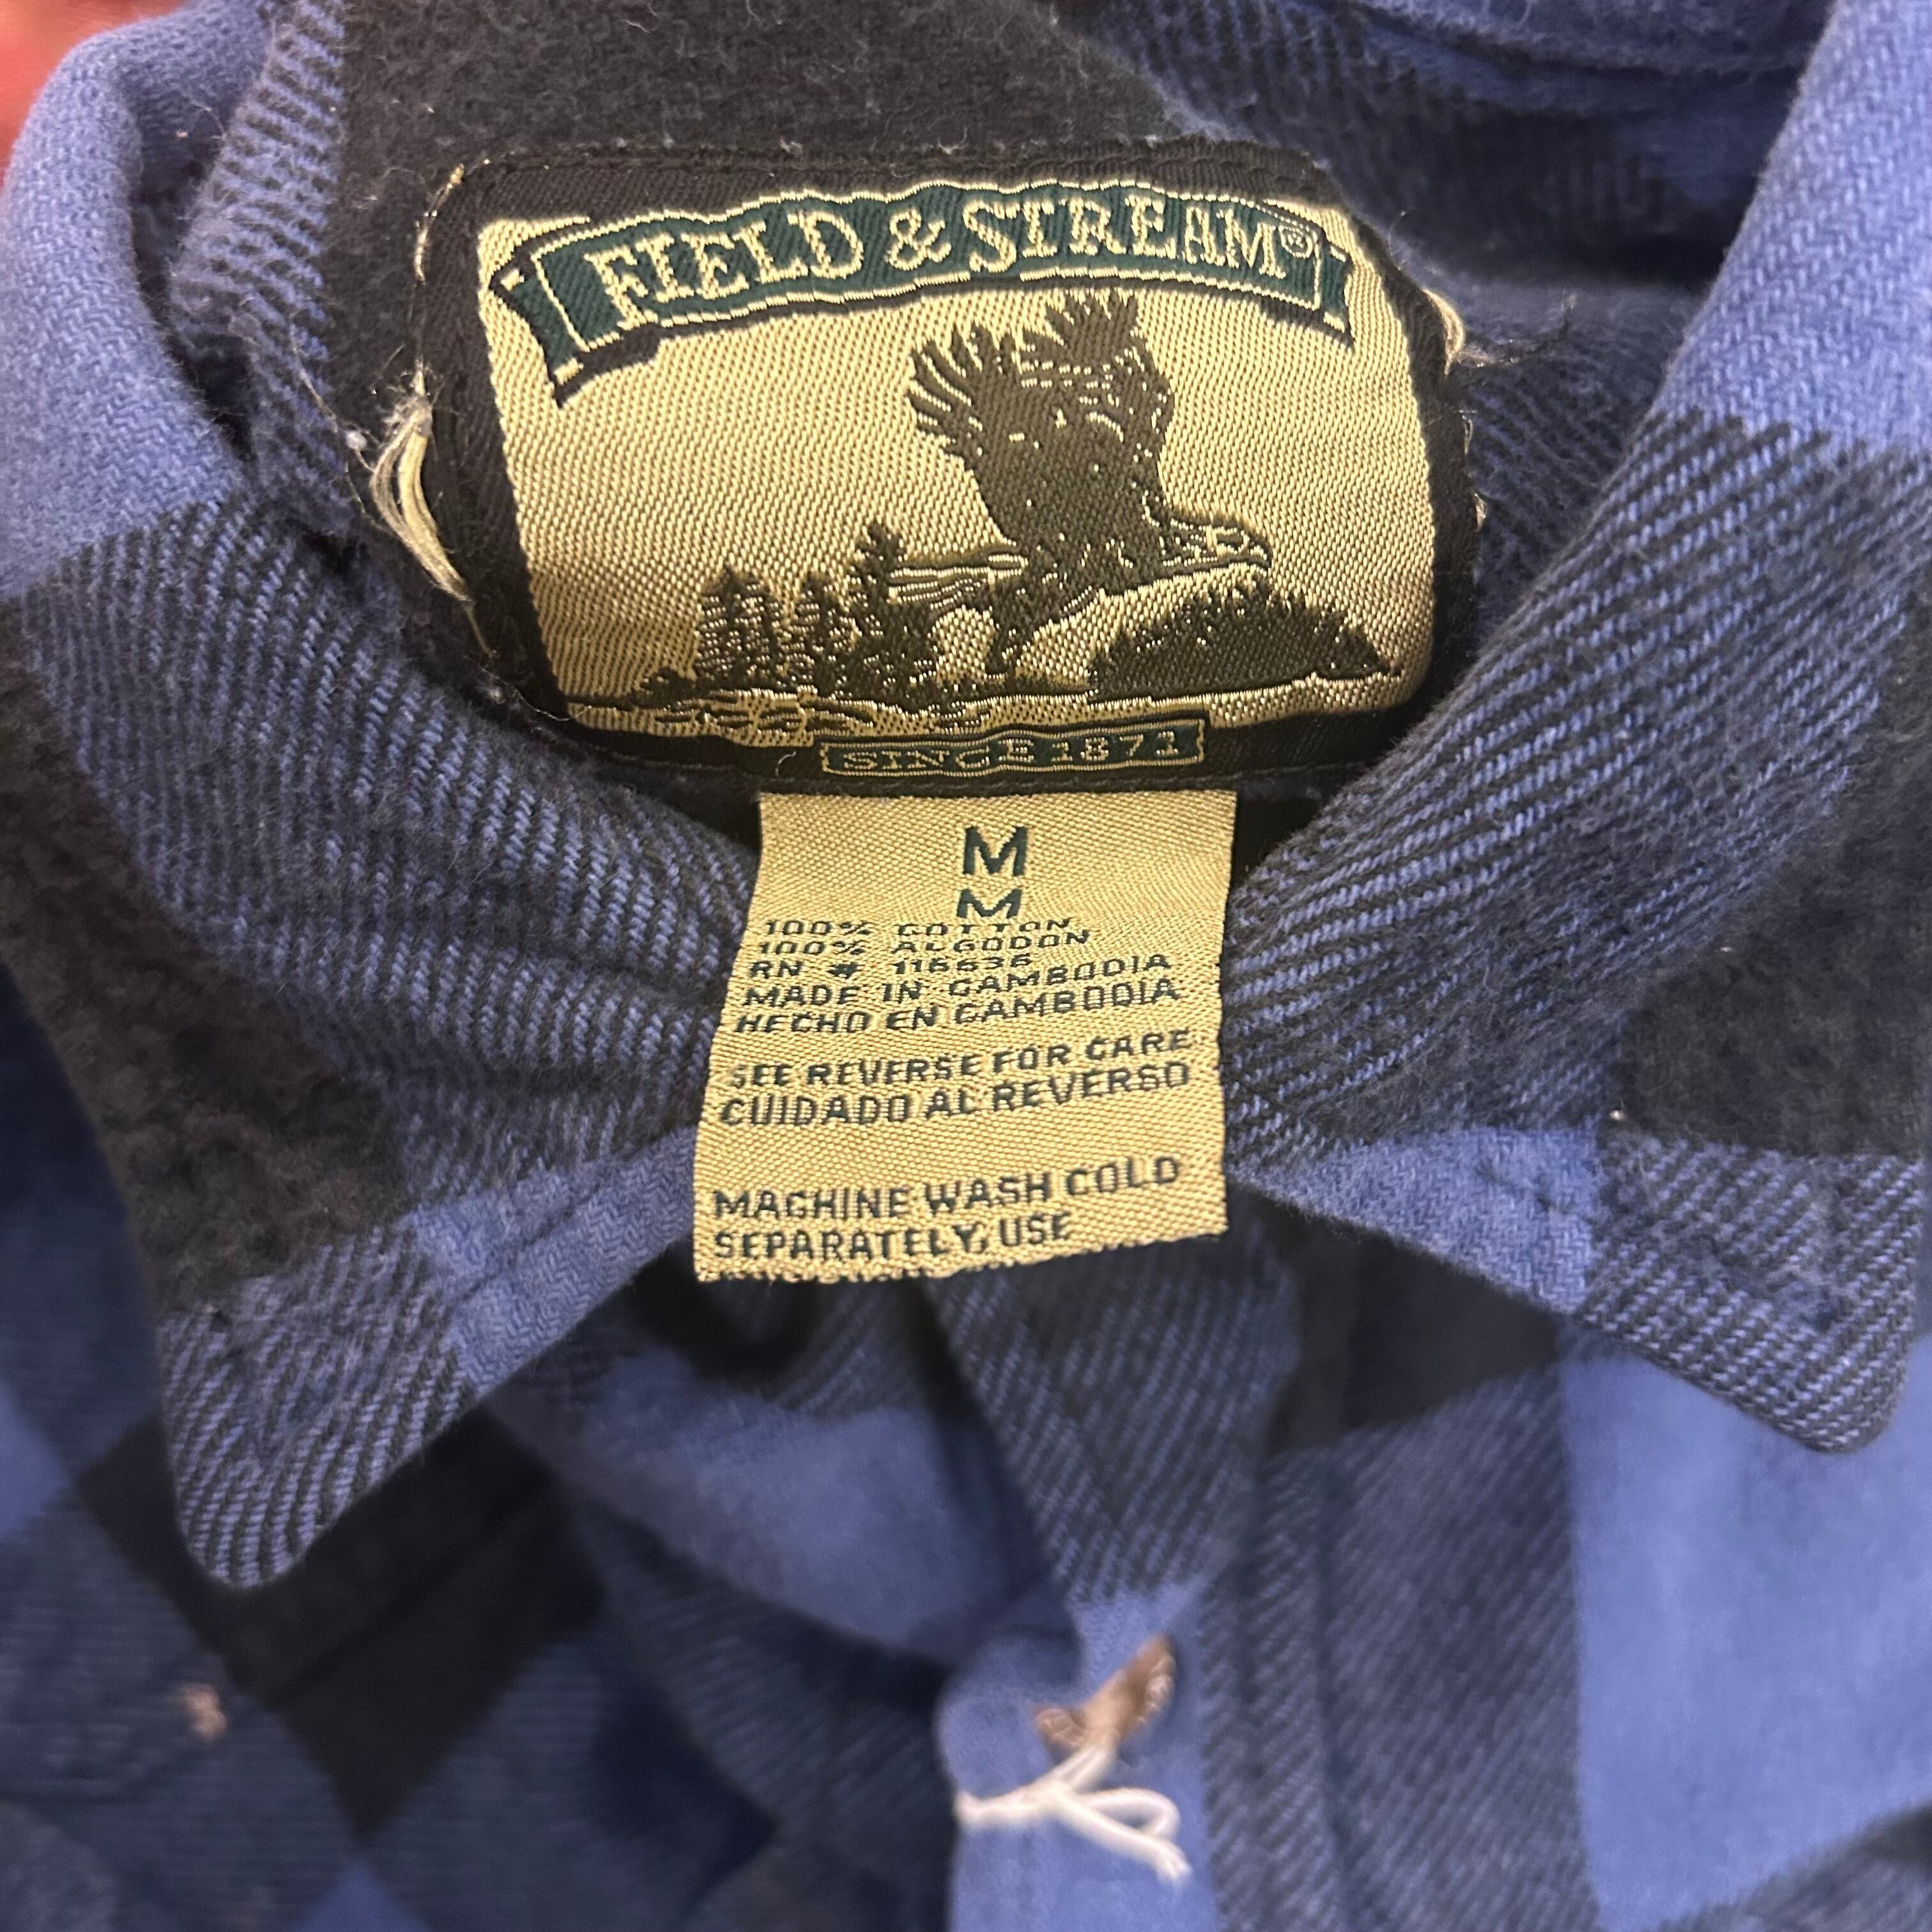 FIELD & STREAM®
SINCE 1871
M
M
100% COTTON
100% ALGODON
RN # 116636
MADE IN CAMBODIA
HECHO EN CAMBODIA
SEE REVERSE FOR CARE
CUIDADO AL REVERSO
MACHINE WASH COLD
SEPARATELY, USE